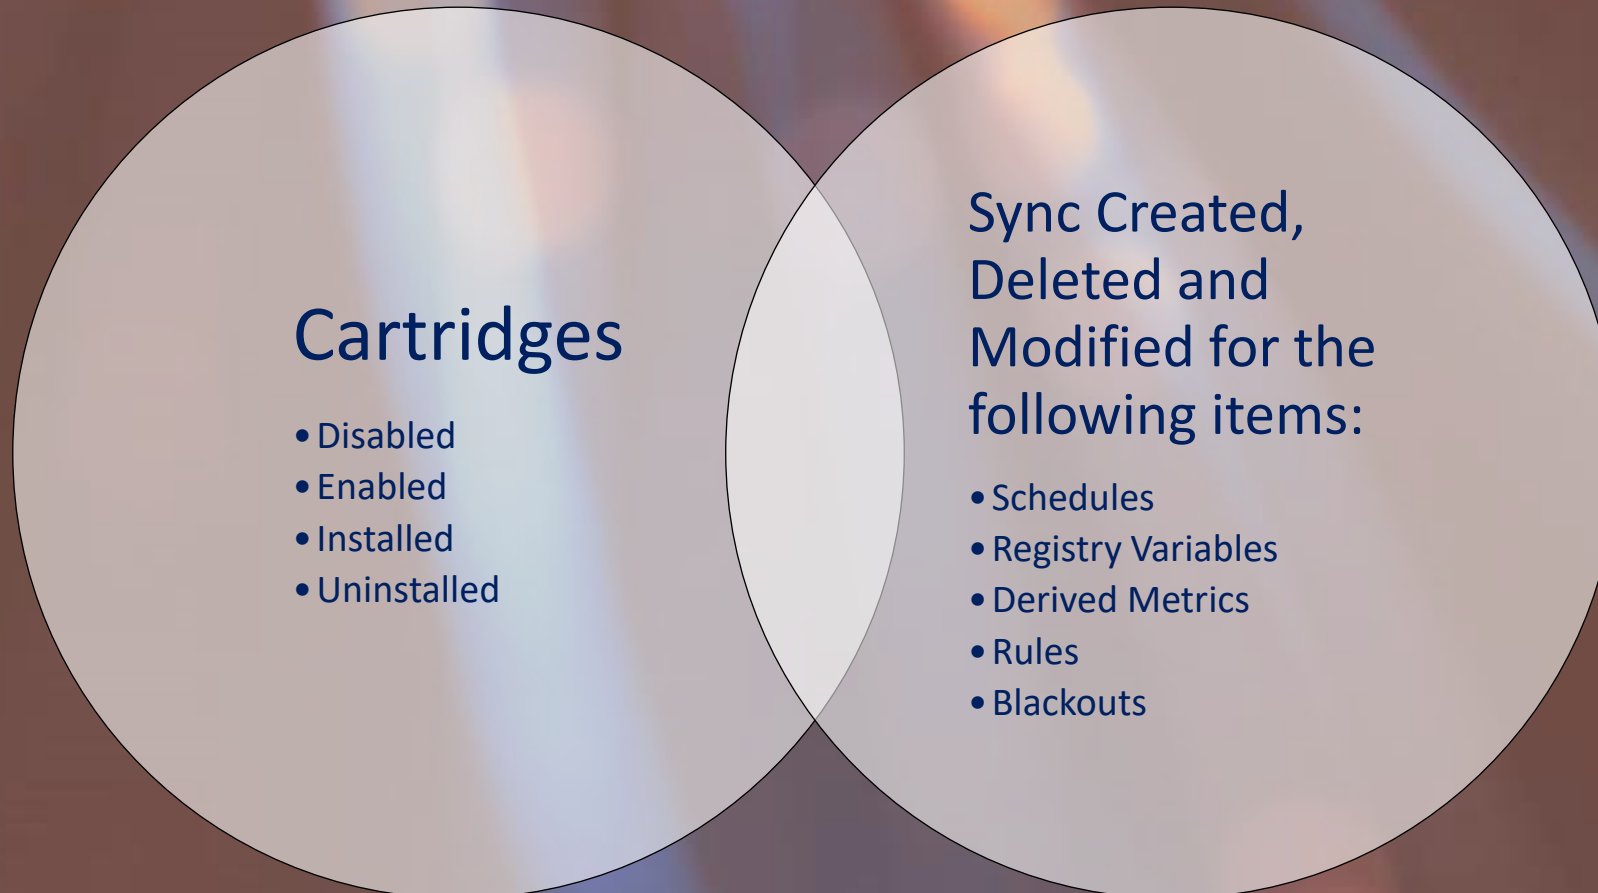 Cartridges
• Disabled
• Enabled
• Installed
• Uninstalled
Sync Created,
Deleted and
Modified for the
following items:
• Schedules
• Registry Variables
• Derived Metrics
• Rules
• Blackouts